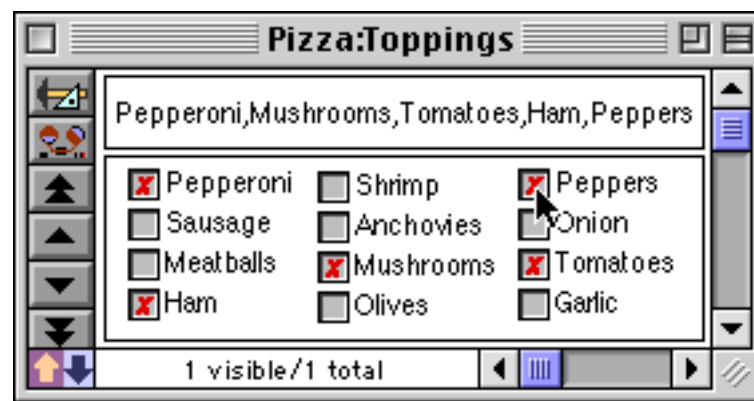 Pizza:Toppings
Pepperoni,Mushrooms,Tomatoes,Ham,Peppers
Pepperoni Shrimp Peppers
Sausage Anchovies Onion
Meatballs Mushrooms Tomatoes
Ham Olives Garlic
1 visible/1 total